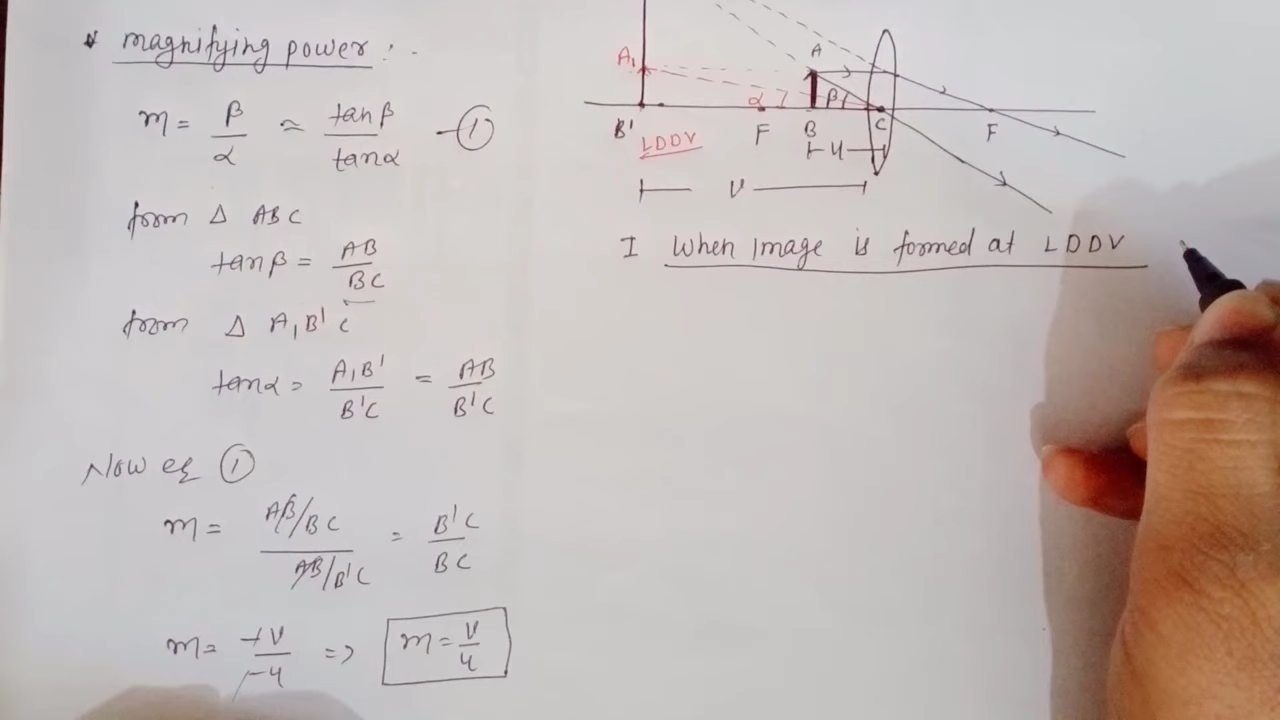 * magnifying power :-
m = β/α ≈ tanβ/tanα — ①
form Δ ABC
tanβ = AB/BC
from Δ A₁B'C
tanα = A₁B'/B'C = AB/B'C
Now eq ①
m = (AB/BC)/(AB/B'C) = B'C/BC
m = -v/-u => m = v/u
A
A₁
α
β
B'
LDDV
F
B
C
F
u
v
I When Image is formed at LDDV